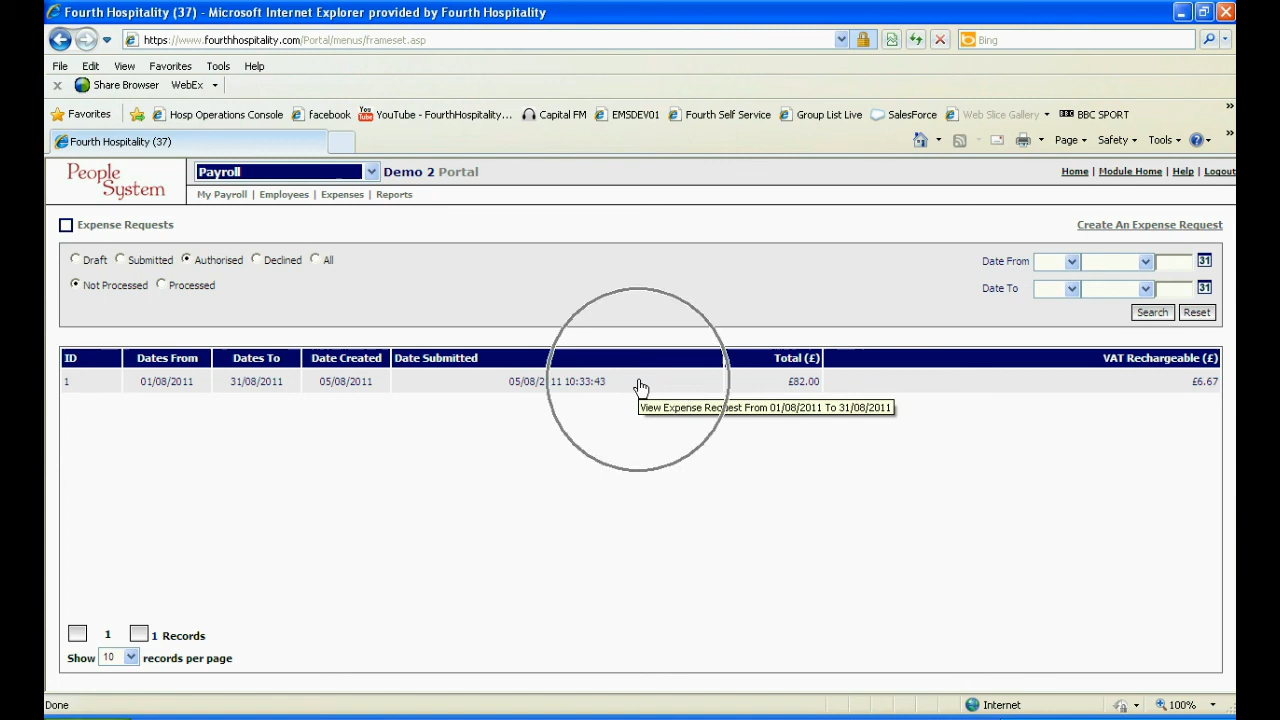 Fourth Hospitality (37) - Microsoft Internet Explorer provided by Fourth Hospitality
https://www.fourthhospitality.com/Portal/menus/frameset.asp
Bing
File Edit View Favorites Tools Help
x Share Browser WebEx
Favorites Hosp Operations Console facebook YouTube - FourthHospitality... Capital FM EMSDEV01 Fourth Self Service Group List Live SalesForce Web Slice Gallery BBC SPORT
Fourth Hospitality (37) Page Safety Tools
People System
Payroll Demo 2 Portal Home | Module Home | Help | Logout
My Payroll | Employees | Expenses | Reports
Expense Requests Create An Expense Request
Draft Submitted Authorised Declined All Date From 31
Not Processed Processed Date To 31
Search Reset
ID Dates From Dates To Date Created Date Submitted Total (£) VAT Rechargeable (£)
1 01/08/2011 31/08/2011 05/08/2011 05/08/2011 10:33:43 £82.00 £6.67
View Expense Request From 01/08/2011 To 31/08/2011
1 1 Records
Show 10 records per page
Done Internet 100%